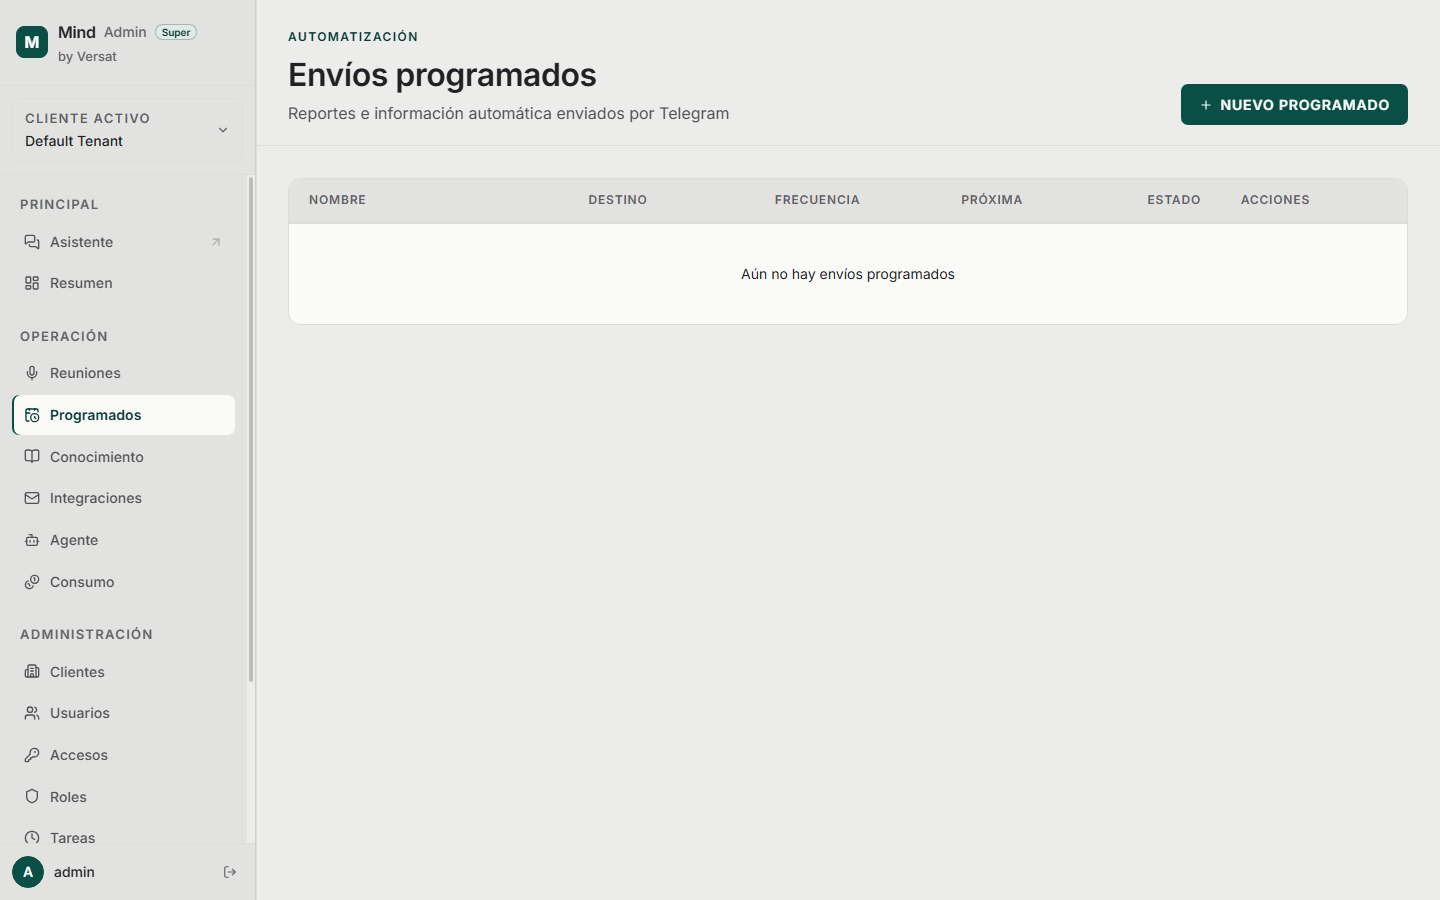 M
Mind Admin Super
by Versat
CLIENTE ACTIVO
Default Tenant
PRINCIPAL
Asistente
Resumen
OPERACIÓN
Reuniones
Programados
Conocimiento
Integraciones
Agente
Consumo
ADMINISTRACIÓN
Clientes
Usuarios
Accesos
Roles
Tareas
A admin
AUTOMATIZACIÓN
Envíos programados
Reportes e información automática enviados por Telegram
+ NUEVO PROGRAMADO
NOMBRE DESTINO FRECUENCIA PRÓXIMA ESTADO ACCIONES
Aún no hay envíos programados